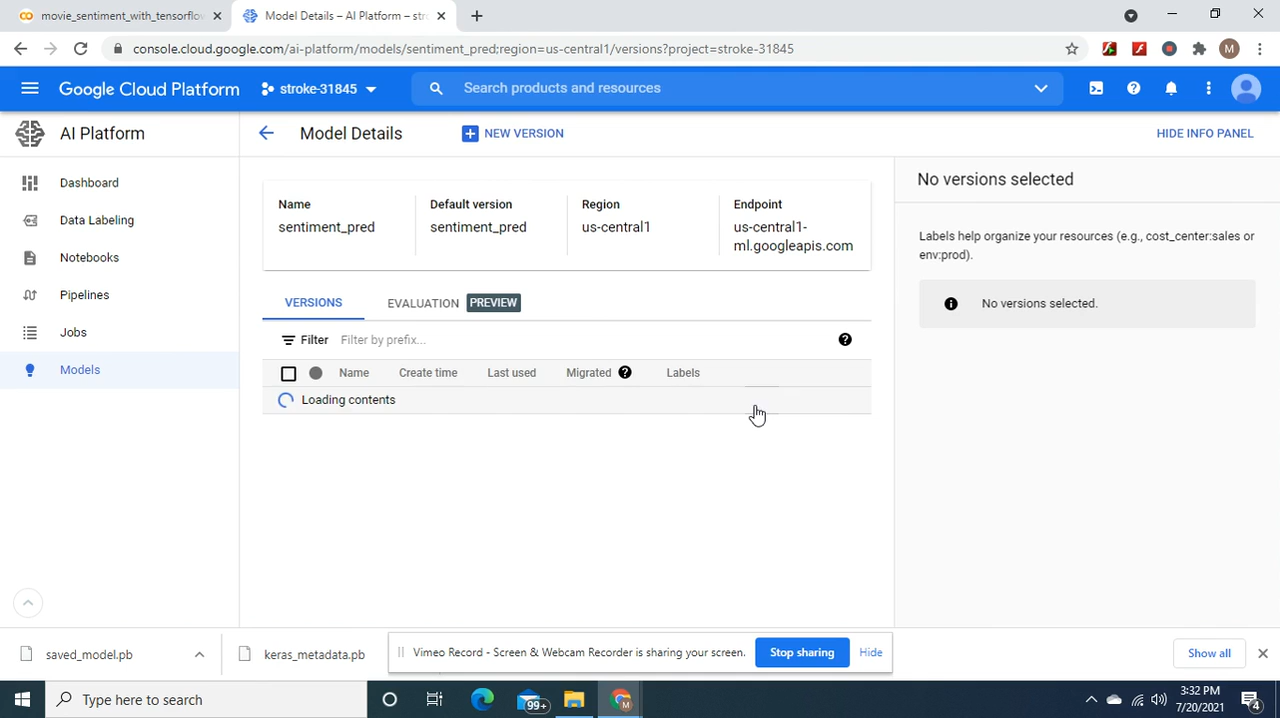 movie_sentiment_with_tensorflow
Model Details – AI Platform – str
console.cloud.google.com/ai-platform/models/sentiment_pred;region=us-central1/versions?project=stroke-31845
M
Google Cloud Platform
stroke-31845
Search products and resources
AI Platform
Model Details
NEW VERSION
HIDE INFO PANEL
Dashboard
Data Labeling
Notebooks
Pipelines
Jobs
Models
Name
sentiment_pred
Default version
sentiment_pred
Region
us-central1
Endpoint
us-central1-
ml.googleapis.com
VERSIONS
EVALUATION PREVIEW
Filter Filter by prefix...
Name Create time Last used Migrated Labels
Loading contents
No versions selected
Labels help organize your resources (e.g., cost_center:sales or
env:prod).
No versions selected.
saved_model.pb
keras_metadata.pb
Vimeo Record - Screen & Webcam Recorder is sharing your screen.
Stop sharing
Hide
Show all
Type here to search
99+
M
3:32 PM
7/20/2021
4